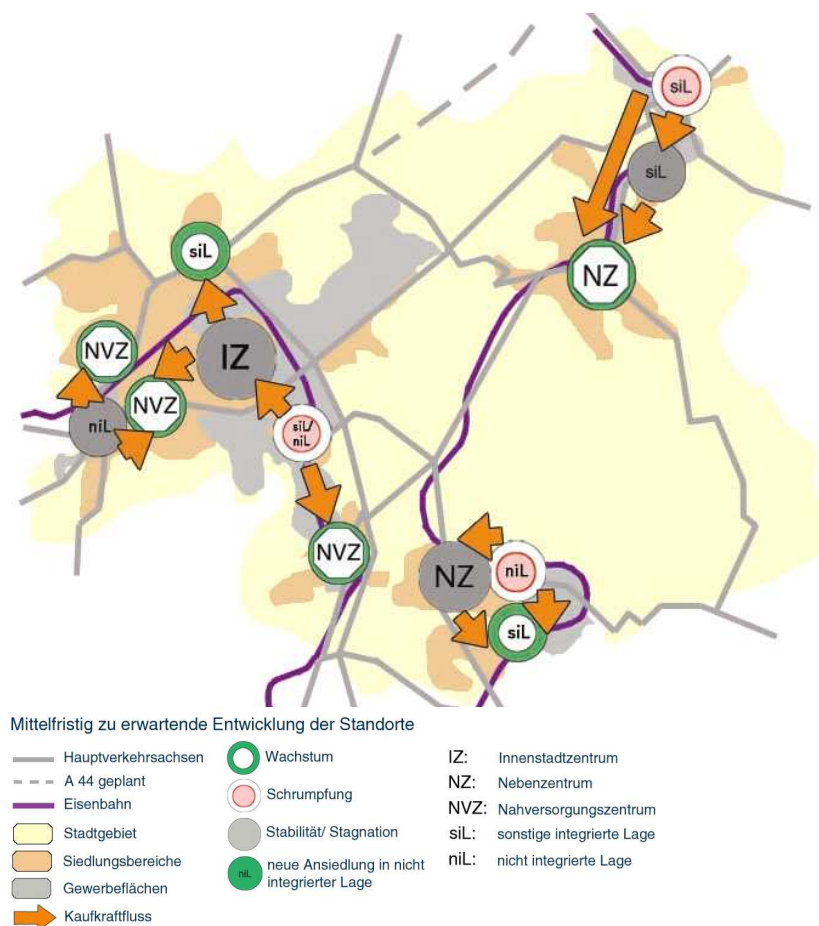 siL
siL
NZ
siL
NVZ
IZ
NVZ
niL
siL/
niL
NVZ
NZ
niL
siL
Mittelfristig zu erwartende Entwicklung der Standorte
Hauptverkehrsachsen
A 44 geplant
Eisenbahn
Stadtgebiet
Siedlungsbereiche
Gewerbeflächen
Kaufkraftfluss
Wachstum
Schrumpfung
Stabilität/ Stagnation
niL
neue Ansiedlung in nicht
integrierter Lage
IZ: Innenstadtzentrum
NZ: Nebenzentrum
NVZ: Nahversorgungszentrum
siL: sonstige integrierte Lage
niL: nicht integrierte Lage